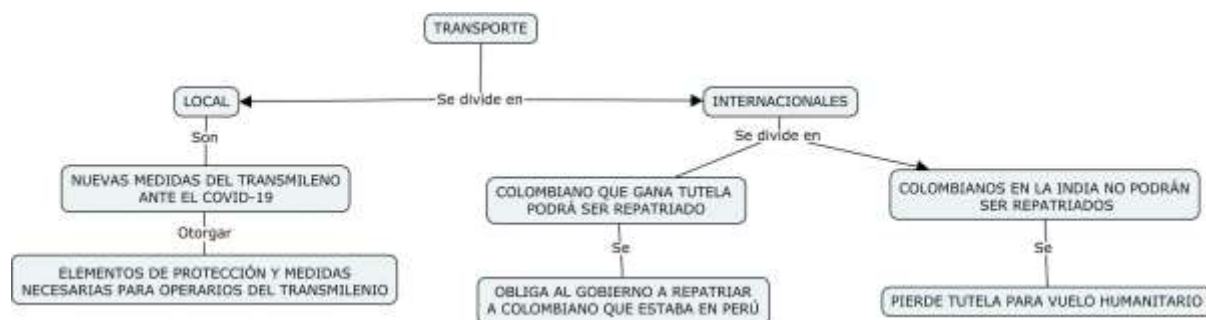 TRANSPORTE
Se divide en
LOCAL
INTERNACIONALES
Son
Se divide en
NUEVAS MEDIDAS DEL TRANSMILENO
ANTE EL COVID-19
COLOMBIANO QUE GANA TUTELA
PODRÁ SER REPATRIADO
COLOMBIANOS EN LA INDIA NO PODRÁN
SER REPATRIADOS
Otorgar
Se
Se
ELEMENTOS DE PROTECCIÓN Y MEDIDAS
NECESARIAS PARA OPERARIOS DEL TRANSMILENIO
OBLIGA AL GOBIERNO A REPATRIAR
A COLOMBIANO QUE ESTABA EN PERÚ
PIERDE TUTELA PARA VUELO HUMANITARIO